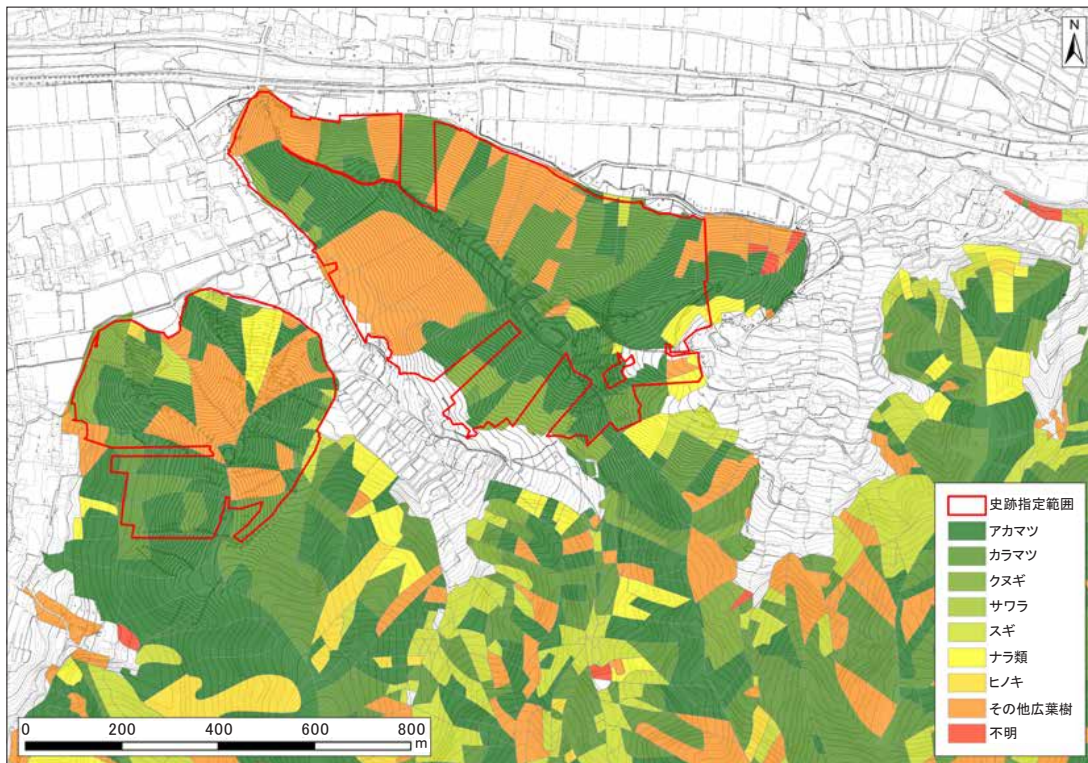 N
史跡指定範囲
アカマツ
カラマツ
クヌギ
サワラ
スギ
ナラ類
ヒノキ
その他広葉樹
不明
0 200 400 600 800
m